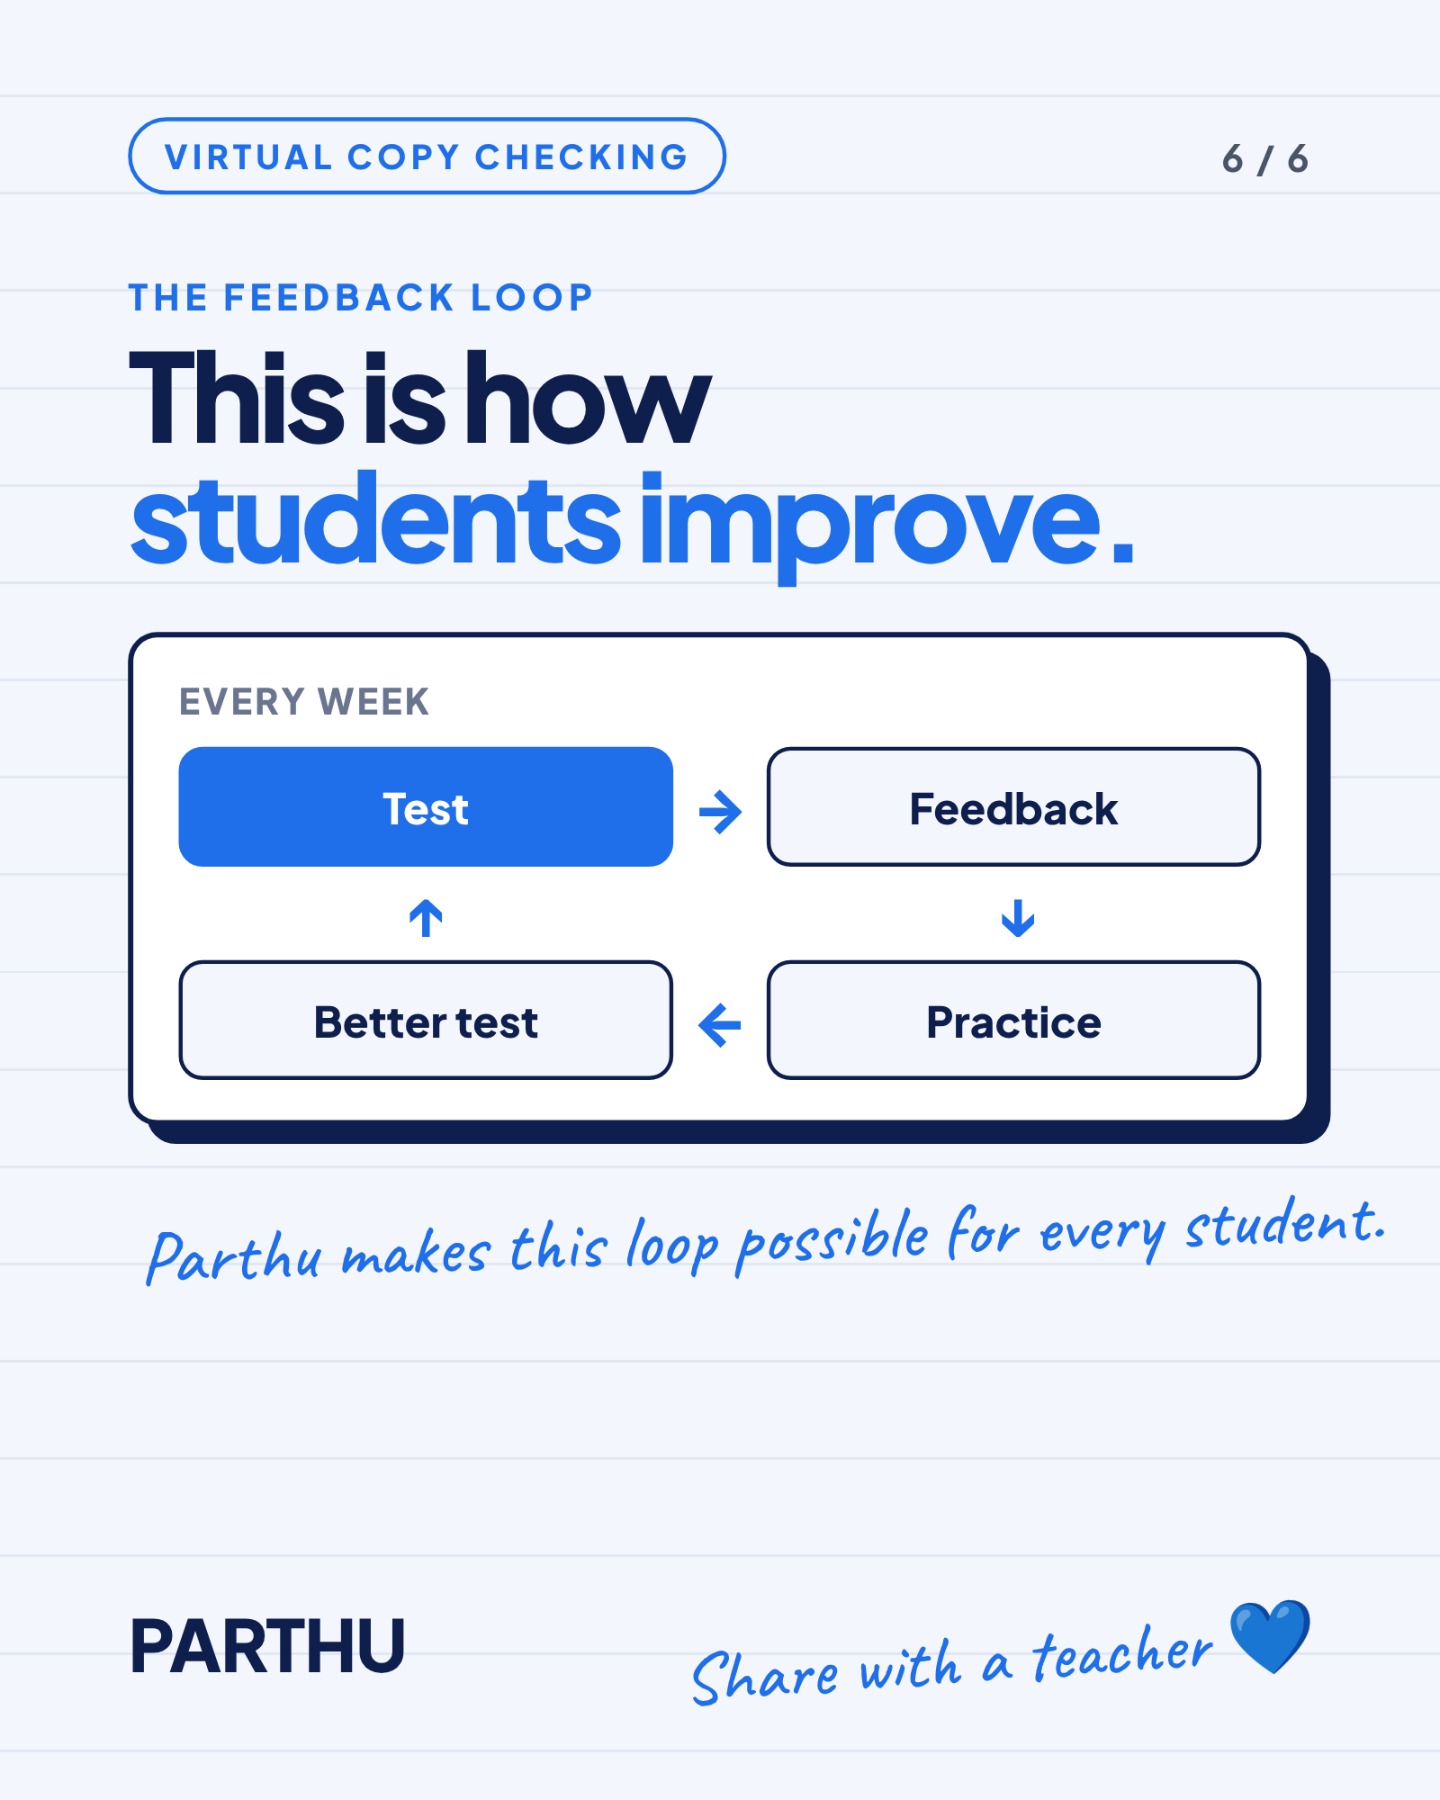 VIRTUAL COPY CHECKING
6 / 6
THE FEEDBACK LOOP
This is how
students improve.
EVERY WEEK
Test → Feedback
↑ ↓
Better test ← Practice
Parthu makes this loop possible for every student.
PARTHU
Share with a teacher 💙